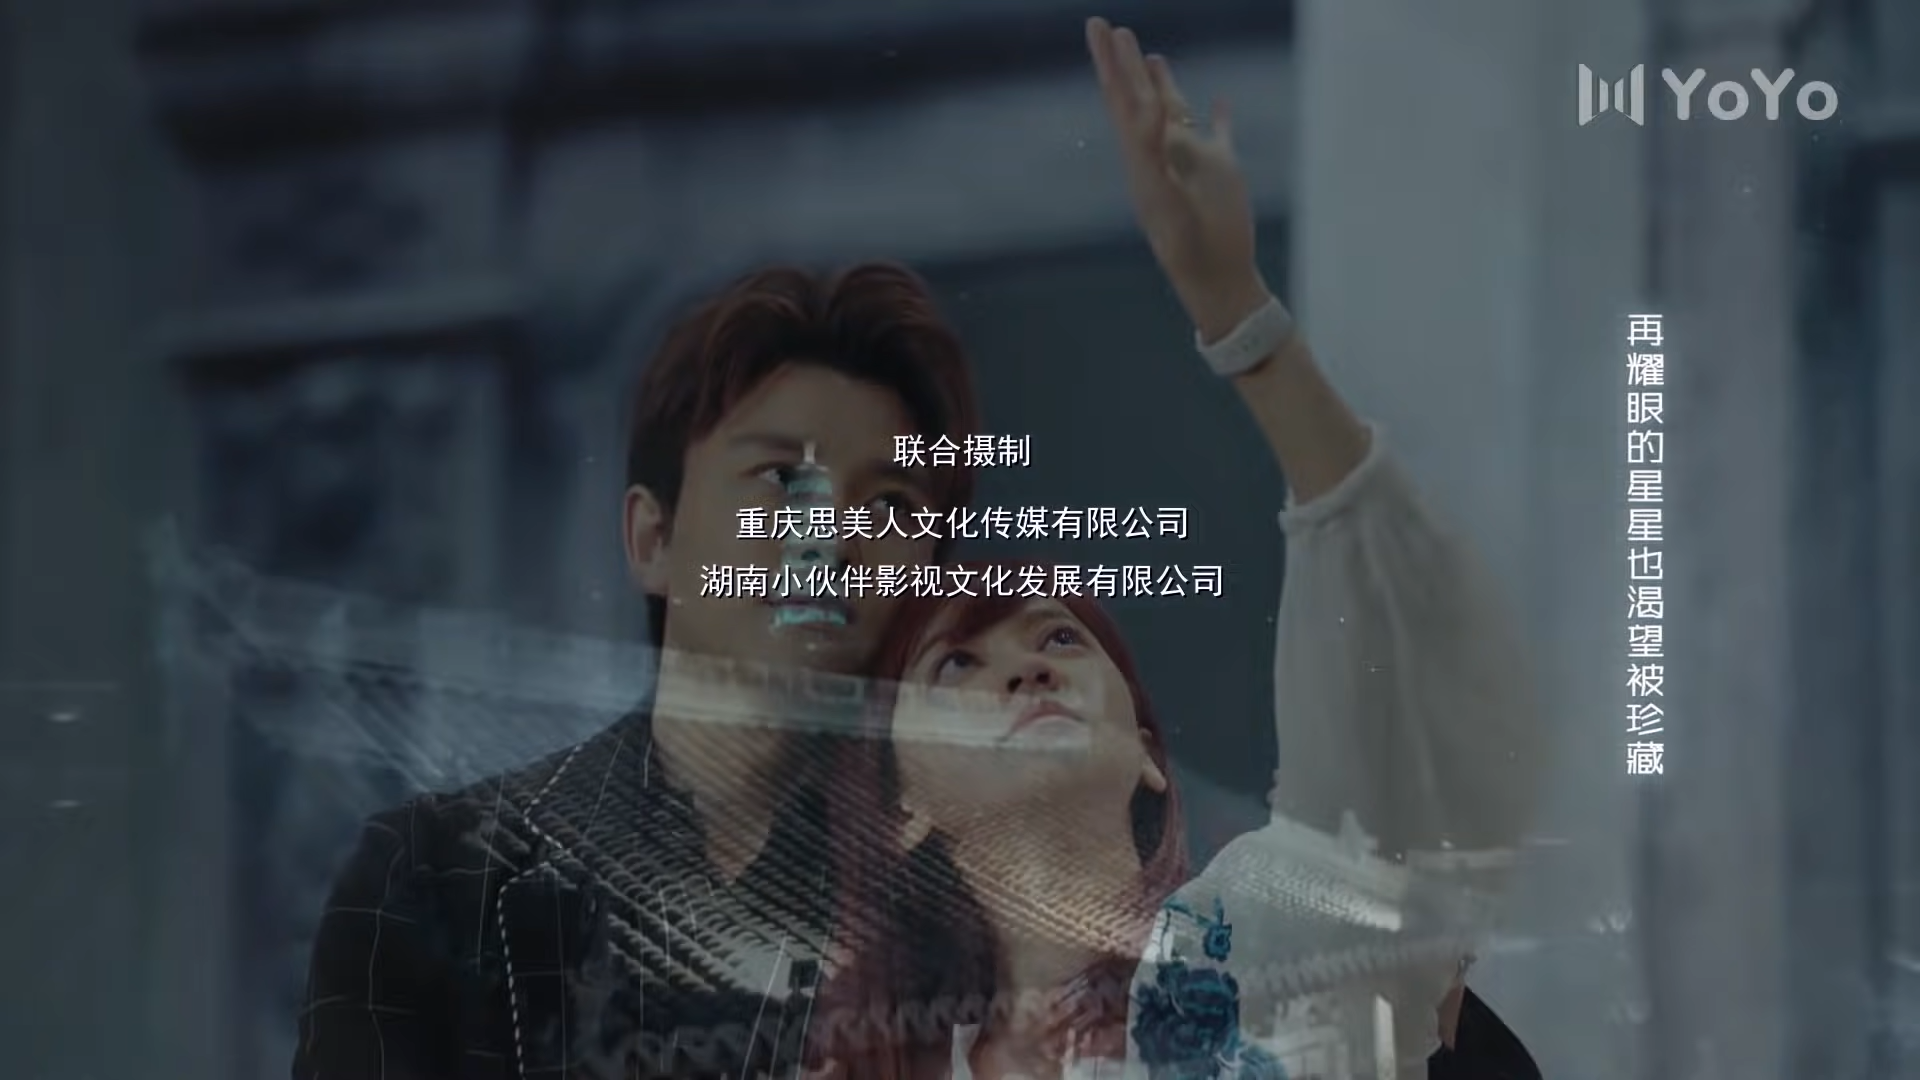 YoYo
联合摄制
重庆思美人文化传媒有限公司
湖南小伙伴影视文化发展有限公司
再耀眼的星星也渴望被珍藏